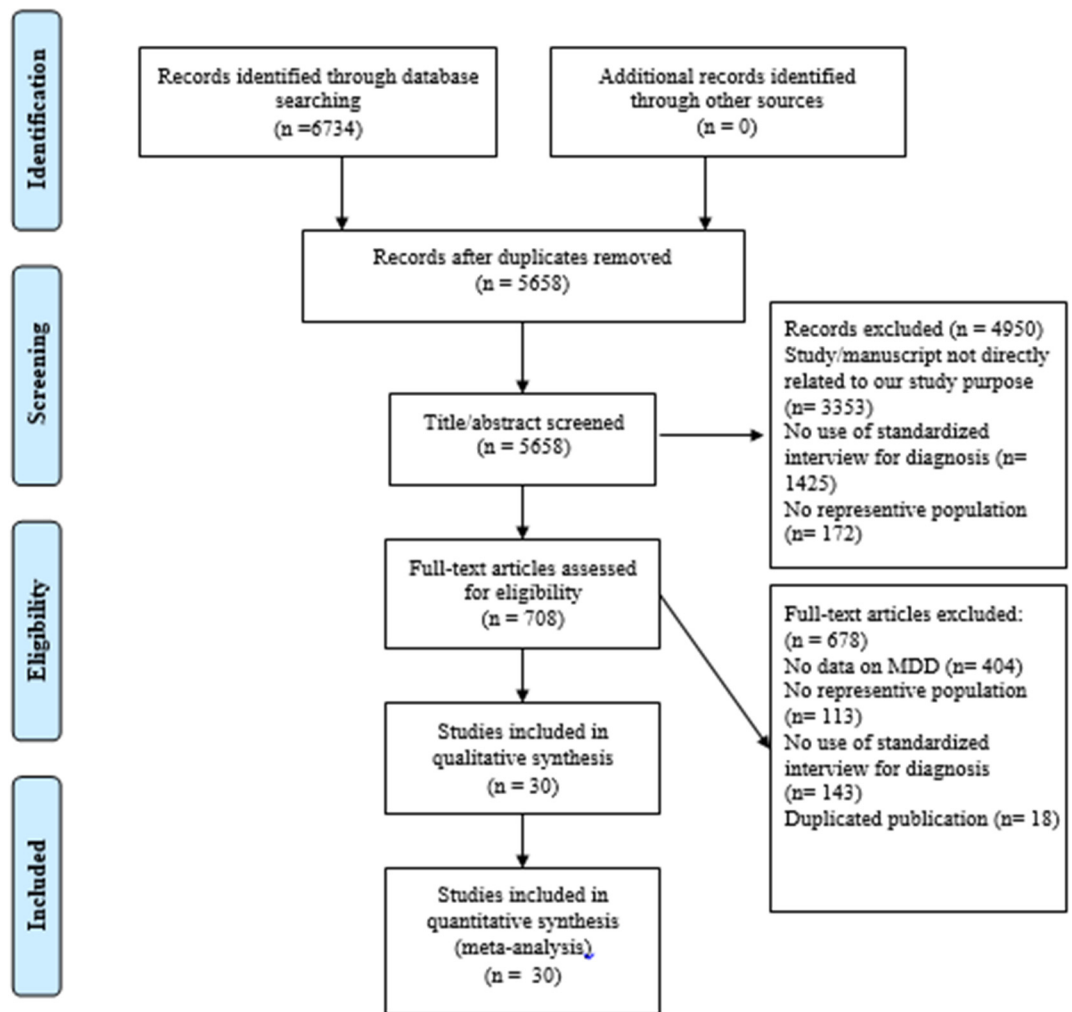 Identification
Records identified through database
searching
(n =6734)
Additional records identified
through other sources
(n = 0)
Records after duplicates removed
(n = 5658)
Screening
Title/abstract screened
(n = 5658)
Records excluded (n = 4950)
Study/manuscript not directly
related to our study purpose
(n= 3353)
No use of standardized
interview for diagnosis (n=
1425)
No representive population
(n= 172)
Eligibility
Full-text articles assessed
for eligibility
(n = 708)
Full-text articles excluded:
(n = 678)
No data on MDD (n= 404)
No representive population
(n= 113)
No use of standardized
interview for diagnosis
(n= 143)
Duplicated publication (n= 18)
Studies included in
qualitative synthesis
(n = 30)
Included
Studies included in
quantitative synthesis
(meta-analysis)
(n =  30)